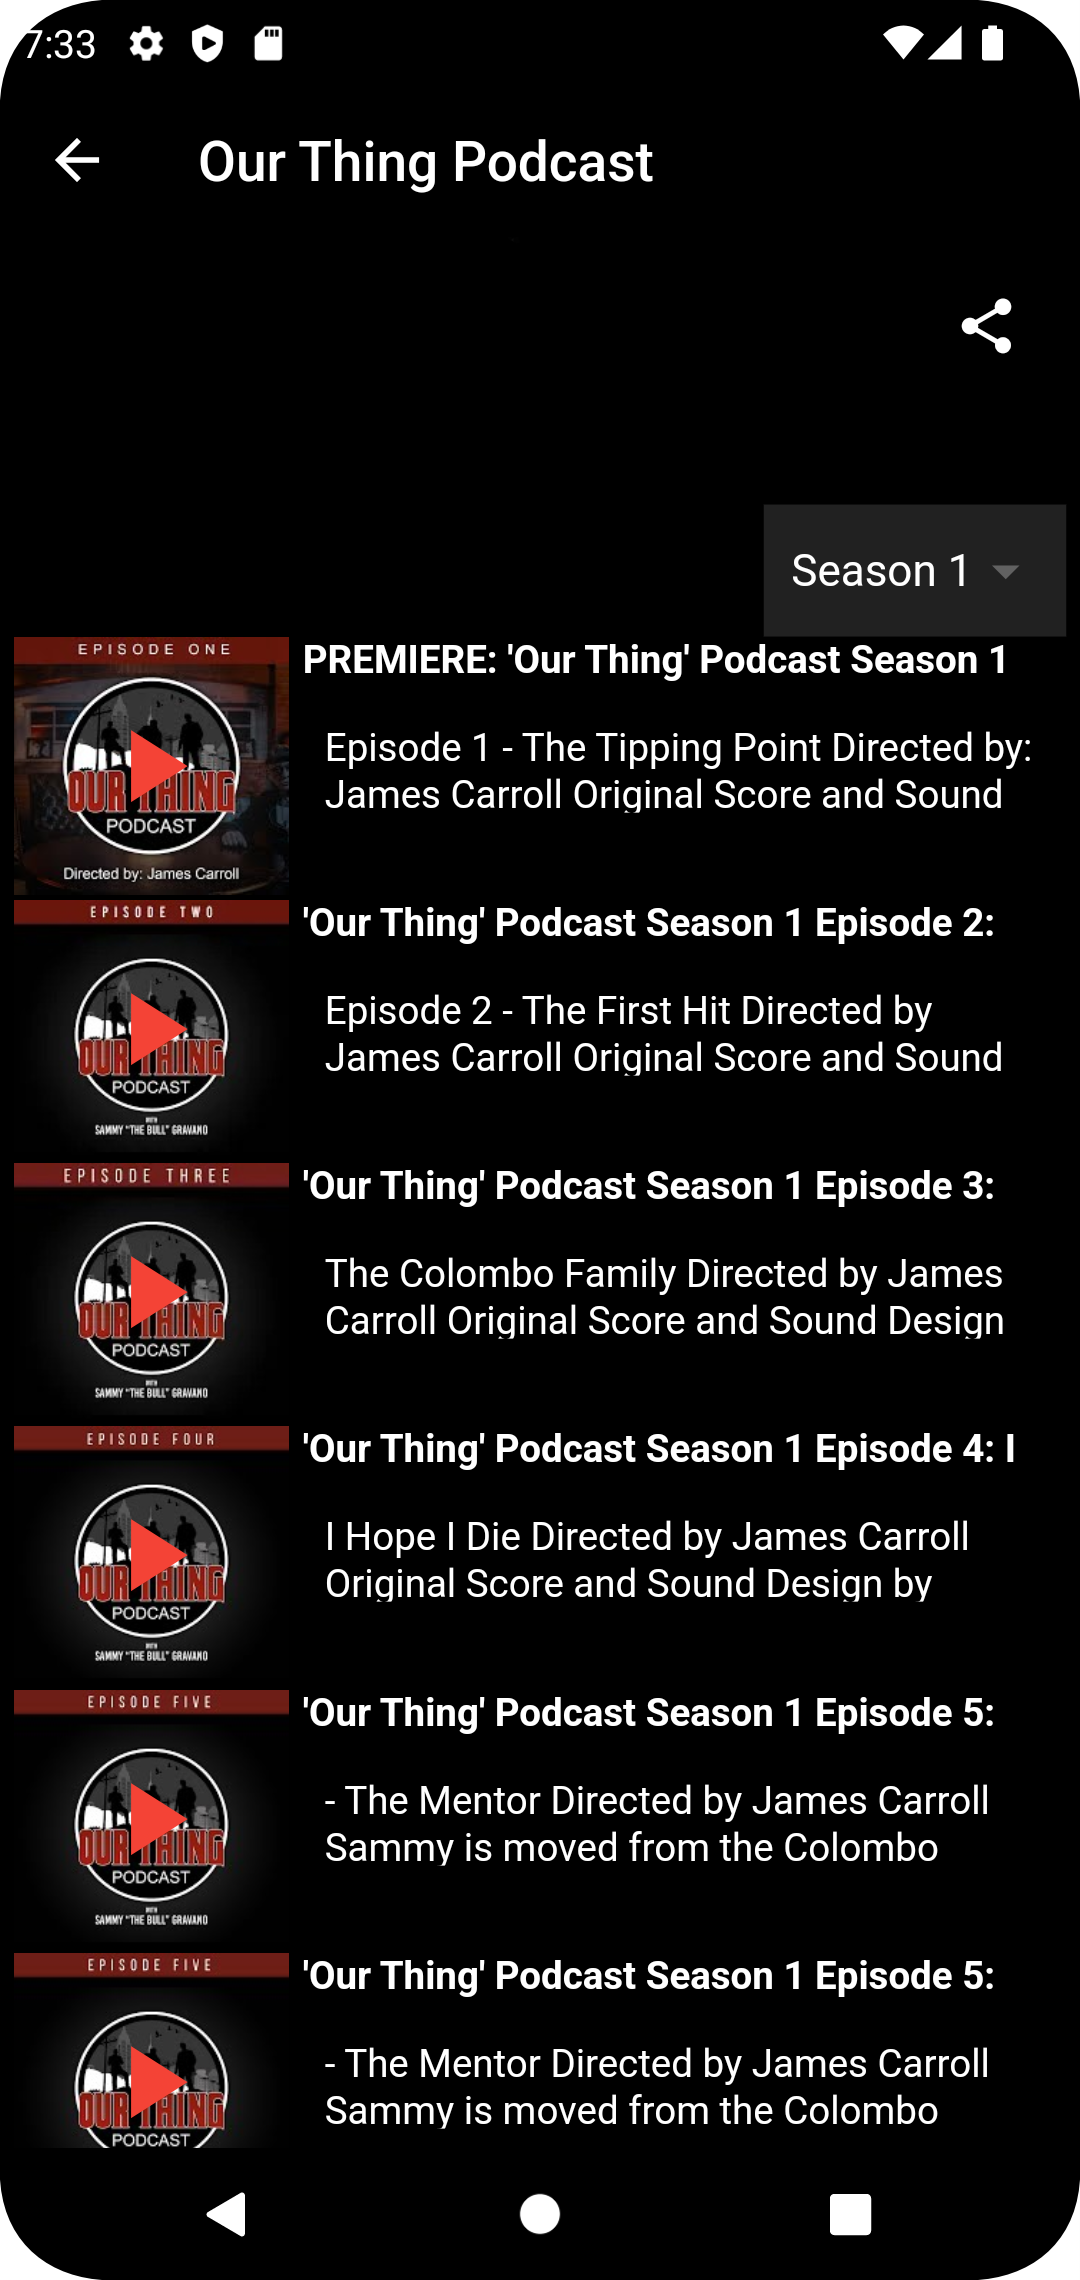 7:33
Our Thing Podcast
Season 1
EPISODE ONE
OUR THING
PODCAST
Directed by: James Carroll
PREMIERE: 'Our Thing' Podcast Season 1
Episode 1 - The Tipping Point Directed by:
James Carroll Original Score and Sound
EPISODE TWO
OUR THING
PODCAST
WITH
SAMMY "THE BULL" GRAVANO
'Our Thing' Podcast Season 1 Episode 2:
Episode 2 - The First Hit Directed by
James Carroll Original Score and Sound
EPISODE THREE
OUR THING
PODCAST
WITH
SAMMY "THE BULL" GRAVANO
'Our Thing' Podcast Season 1 Episode 3:
The Colombo Family Directed by James
Carroll Original Score and Sound Design
EPISODE FOUR
OUR THING
PODCAST
WITH
SAMMY "THE BULL" GRAVANO
'Our Thing' Podcast Season 1 Episode 4: I
I Hope I Die Directed by James Carroll
Original Score and Sound Design by
EPISODE FIVE
OUR THING
PODCAST
WITH
SAMMY "THE BULL" GRAVANO
'Our Thing' Podcast Season 1 Episode 5:
- The Mentor Directed by James Carroll
Sammy is moved from the Colombo
EPISODE FIVE
OUR THING
PODCAST
'Our Thing' Podcast Season 1 Episode 5:
- The Mentor Directed by James Carroll
Sammy is moved from the Colombo